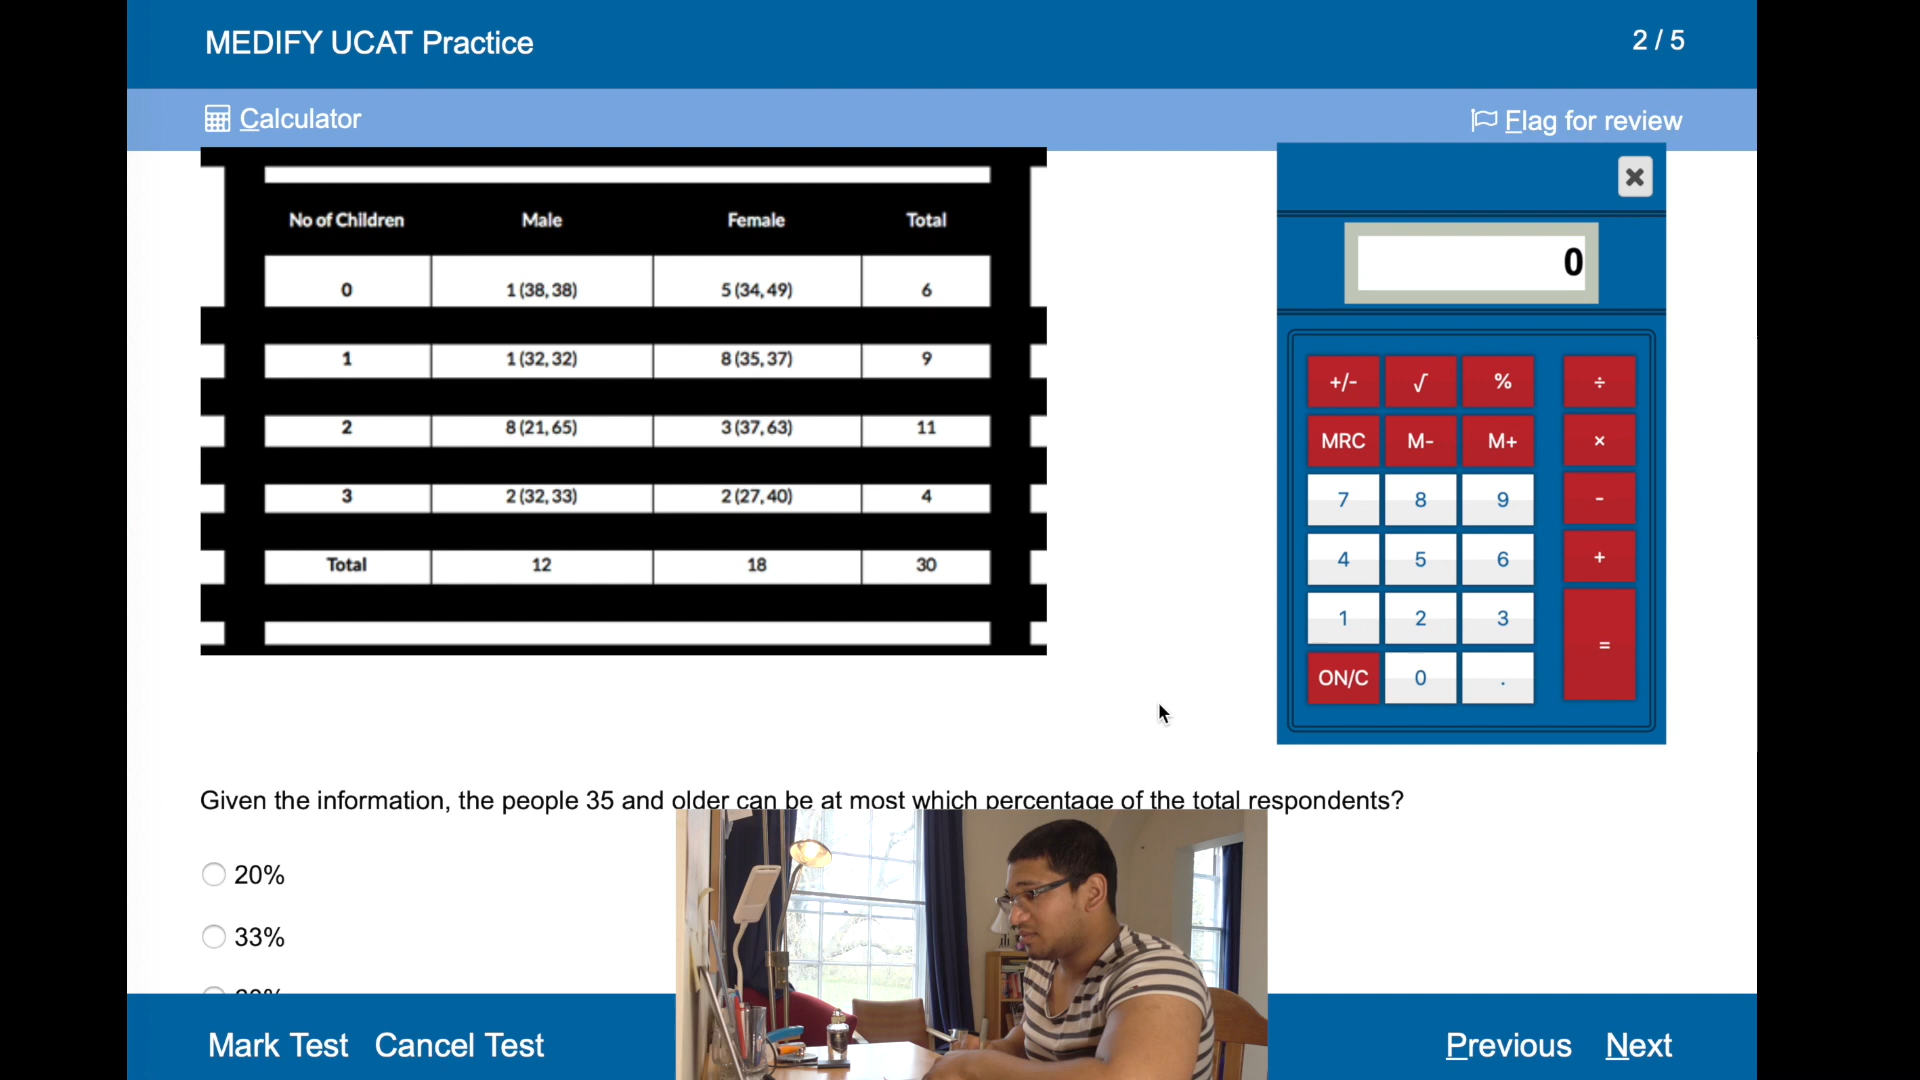 MEDIFY UCAT Practice
2 / 5
Calculator
Flag for review
No of Children Male Female Total
0 1 (38, 38) 5 (34, 49) 6
1 1 (32, 32) 8 (35, 37) 9
2 8 (21, 65) 3 (37, 63) 11
3 2 (32, 33) 2 (27, 40) 4
Total 12 18 30
0
+/- √ % ÷
MRC M- M+ ×
7 8 9 -
4 5 6 +
1 2 3
=
ON/C 0 .
Given the information, the people 35 and older can be at most which percentage of the total respondents?
20%
33%
Mark Test Cancel Test
Previous Next